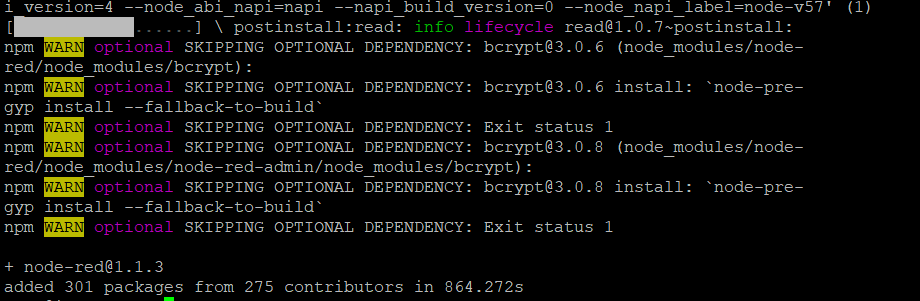 i_version=4 --node_abi_napi=napi --napi_build_version=0 --node_napi_label=node-v57' (1)
[ ......] \ postinstall:read: info lifecycle read@1.0.7~postinstall:
npm WARN optional SKIPPING OPTIONAL DEPENDENCY: bcrypt@3.0.6 (node_modules/node-
red/node_modules/bcrypt):
npm WARN optional SKIPPING OPTIONAL DEPENDENCY: bcrypt@3.0.6 install: `node-pre-
gyp install --fallback-to-build`
npm WARN optional SKIPPING OPTIONAL DEPENDENCY: Exit status 1
npm WARN optional SKIPPING OPTIONAL DEPENDENCY: bcrypt@3.0.8 (node_modules/node-
red/node_modules/node-red-admin/node_modules/bcrypt):
npm WARN optional SKIPPING OPTIONAL DEPENDENCY: bcrypt@3.0.8 install: `node-pre-
gyp install --fallback-to-build`
npm WARN optional SKIPPING OPTIONAL DEPENDENCY: Exit status 1
+ node-red@1.1.3
added 301 packages from 275 contributors in 864.272s